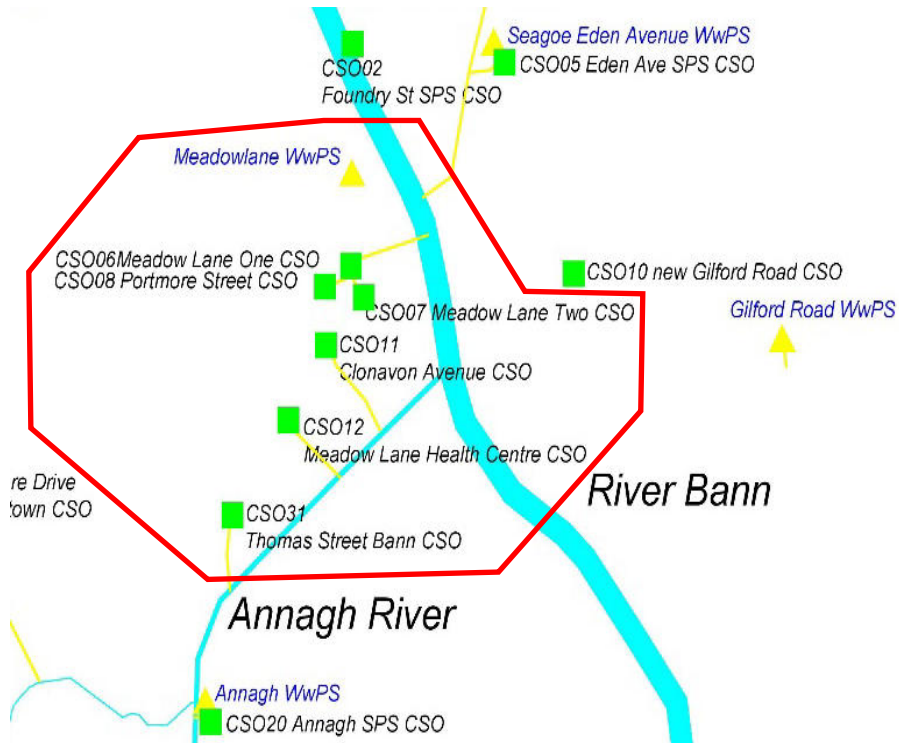 Seagoe Eden Avenue WwPS
CSO05 Eden Ave SPS CSO
CSO02
Foundry St SPS CSO
Meadowlane WwPS
CSO06Meadow Lane One CSO
CSO08 Portmore Street CSO
CSO10 new Gilford Road CSO
CSO07 Meadow Lane Two CSO
Gilford Road WwPS
CSO11
Clonavon Avenue CSO
CSO12
Meadow Lane Health Centre CSO
re Drive
town CSO
River Bann
CSO31
Thomas Street Bann CSO
Annagh River
Annagh WwPS
CSO20 Annagh SPS CSO